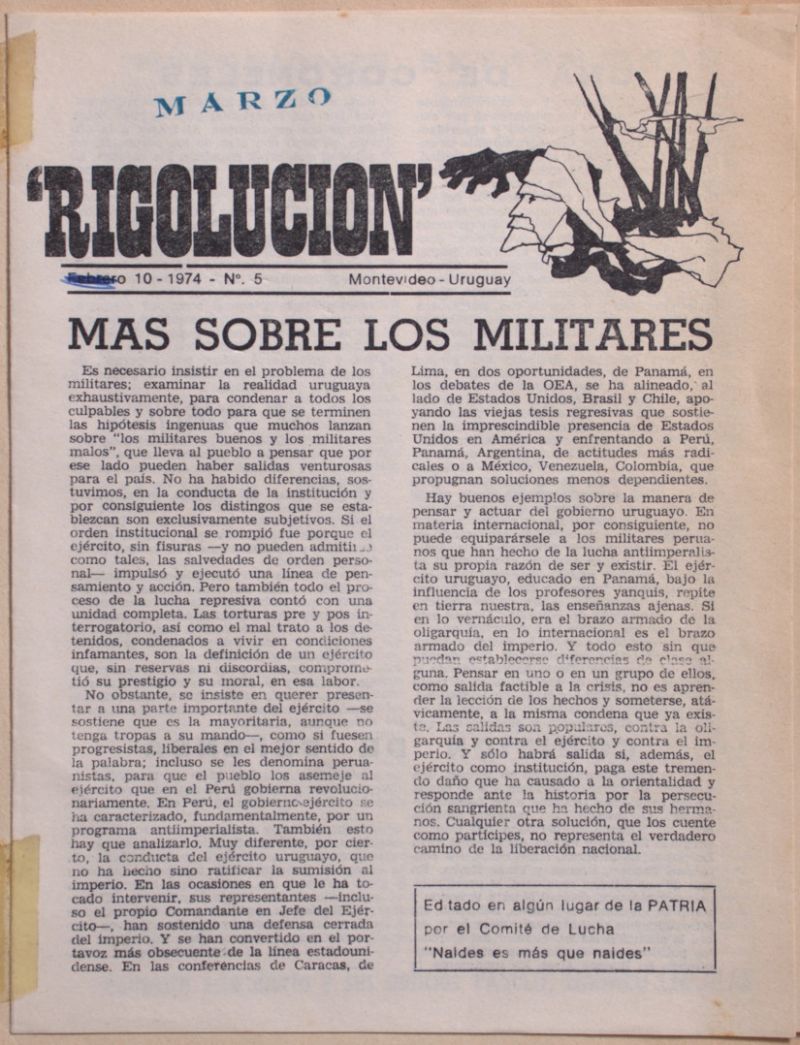 MARZO
'RIGOLUCION'
Febrero 10 - 1974 - Nº. 5 Montevideo - Uruguay
MAS SOBRE LOS MILITARES
Es necesario insistir en el problema de los
militares; examinar la realidad uruguaya
exhaustivamente, para condenar a todos los
culpables y sobre todo para que se terminen
las hipótesis ingenuas que muchos lanzan
sobre "los militares buenos y los militares
malos", que lleva al pueblo a pensar que por
ese lado pueden haber salidas venturosas
para el país. No ha habido diferencias, sos-
tuvimos, en la conducta de la institución y
por consiguiente los distingos que se esta-
blezcan son exclusivamente subjetivos. Si el
orden institucional se rompió fue porque el
ejército, sin fisuras —y no pueden admitir
como tales, las salvedades de orden perso-
nal— impulsó y ejecutó una línea de pen-
samiento y acción. Pero también todo el pro-
ceso de la lucha represiva contó con una
unidad completa. Las torturas pre y pos in-
terrogatorio, así como el mal trato a los de-
tenidos, condenados a vivir en condiciones
infamantes, son la definición de un ejército
que, sin reservas ni discordias, comprome-
tió su prestigio y su moral, en esa labor.
No obstante, se insiste en querer presen-
tar a una parte importante del ejército —se
sostiene que es la mayoritaria, aunque no
tenga tropas a su mando—, como si fuesen
progresistas, liberales en el mejor sentido de
la palabra; incluso se les denomina perua-
nistas, para que el pueblo los asemeje al
ejército que en el Perú gobierna revolucio-
nariamente. En Perú, el gobierno-ejército se
ha caracterizado, fundamentalmente, por un
programa antiimperialista. También esto
hay que analizarlo. Muy diferente, por cier-
to, la conducta del ejército uruguayo, que
no ha hecho sino ratificar la sumisión al
imperio. En las ocasiones en que le ha to-
cado intervenir, sus representantes —inclu-
so el propio Comandante en Jefe del Ejér-
cito—, han sostenido una defensa cerrada
del imperio. Y se han convertido en el por-
tavoz más obsecuente de la línea estadouni-
dense. En las conferencias de Caracas, de
Lima, en dos oportunidades, de Panamá, en
los debates de la OEA, se ha alineado, al
lado de Estados Unidos, Brasil y Chile, apo-
yando las viejas tesis regresivas que sostie-
nen la imprescindible presencia de Estados
Unidos en América y enfrentando a Perú,
Panamá, Argentina, de actitudes más radi-
cales o a México, Venezuela, Colombia, que
propugnan soluciones menos dependientes.
Hay buenos ejemplos sobre la manera de
pensar y actuar del gobierno uruguayo. En
materia internacional, por consiguiente, no
puede equiparársele a los militares perua-
nos que han hecho de la lucha antiimperalis-
ta su propia razón de ser y existir. El ejér-
cito uruguayo, educado en Panamá, bajo la
influencia de los profesores yanquis, repite
en tierra nuestra, las enseñanzas ajenas. Si
en lo vernáculo, era el brazo armado de la
oligarquía, en lo internacional es el brazo
armado del imperio. Y todo esto sin que
puedan establecerse diferencias de clase al-
guna. Pensar en uno o en un grupo de ellos,
como salida factible a la crisis, no es apren-
der la lección de los hechos y someterse, atá-
vicamente, a la misma condena que ya exis-
te. Las salidas son populares, contra la oli-
garquía y contra el ejército y contra el im-
perio. Y sólo habrá salida si, además, el
ejército como institución, paga este tremen-
do daño que ha causado a la orientalidad y
responde ante la historia por la persecu-
ción sangrienta que ha hecho de sus herma-
nos. Cualquier otra solución, que los cuente
como partícipes, no representa el verdadero
camino de la liberación nacional.
Ed tado en algún lugar de la PATRIA
por el Comité de Lucha
"Naides es más que naides"